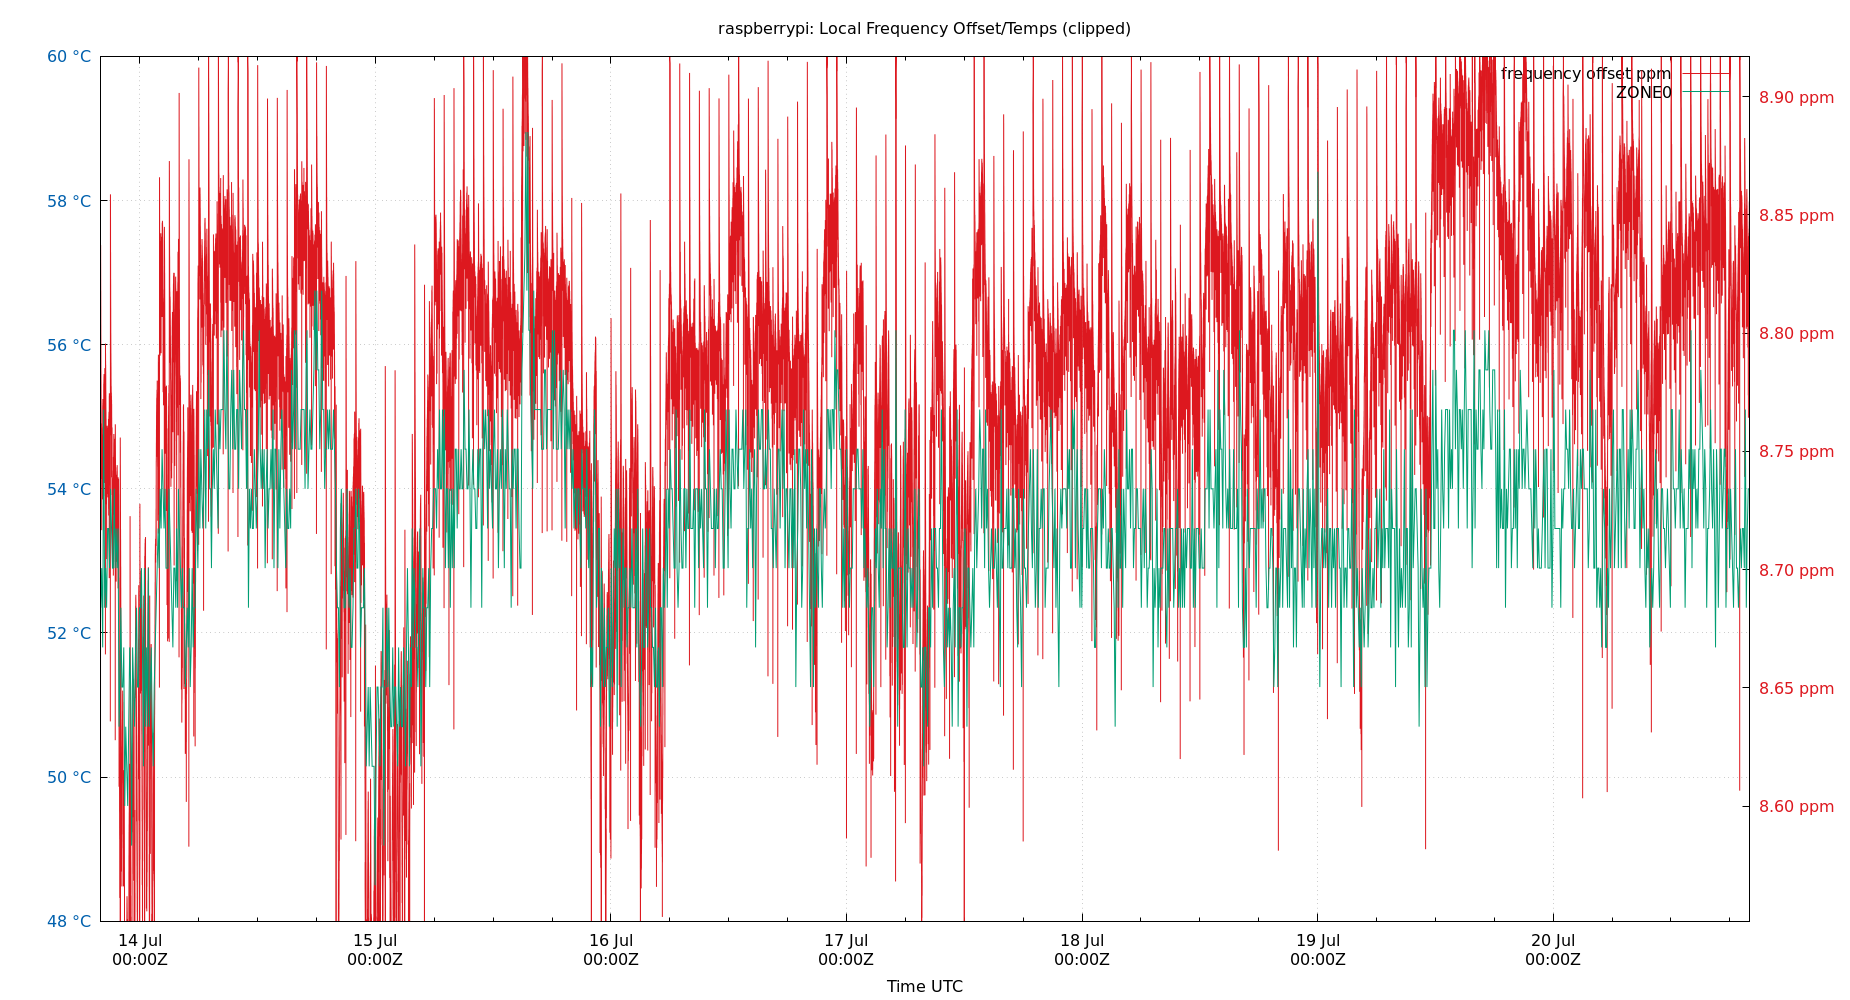 raspberrypi: Local Frequency Offset/Temps (clipped)
60 °C
58 °C
56 °C
54 °C
52 °C
50 °C
48 °C
frequency offset ppm
ZONE0
8.90 ppm
8.85 ppm
8.80 ppm
8.75 ppm
8.70 ppm
8.65 ppm
8.60 ppm
14 Jul 15 Jul 16 Jul 17 Jul 18 Jul 19 Jul 20 Jul
00:00Z 00:00Z 00:00Z 00:00Z 00:00Z 00:00Z 00:00Z
Time UTC